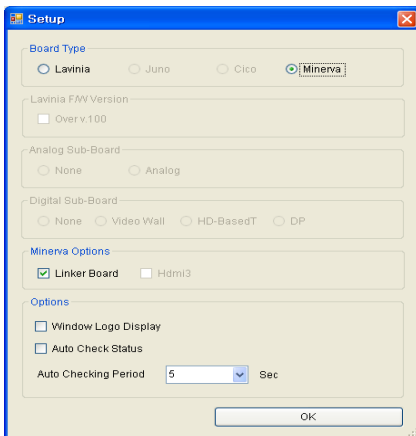 Setup
Board Type
Lavinia Juno Cico Minerva
Lavinia F/W Version
Over v.100
Analog Sub-Board
None Analog
Digital Sub-Board
None Video Wall HD-BasedT DP
Minerva Options
Linker Board Hdmi3
Options
Window Logo Display
Auto Check Status
Auto Checking Period 5 Sec
OK